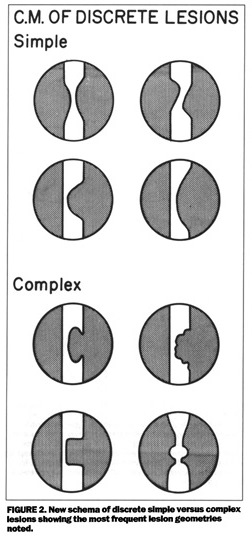 C.M. OF DISCRETE LESIONS
Simple
Complex
FIGURE 2. New schema of discrete simple versus complex
lesions showing the most frequent lesion geometries
noted.